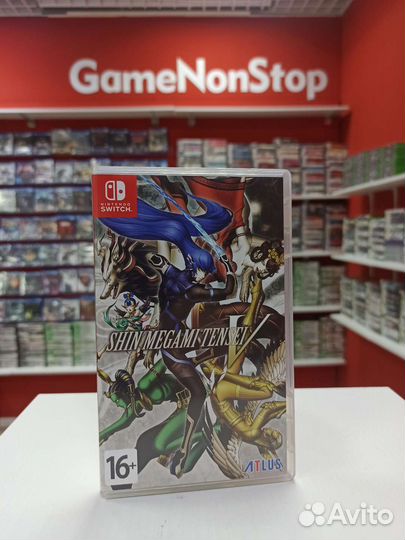 GameNonStop
NINTENDO
SWITCH
SHIN MEGAMI TENSEI V
16+
ATLUS
Avito